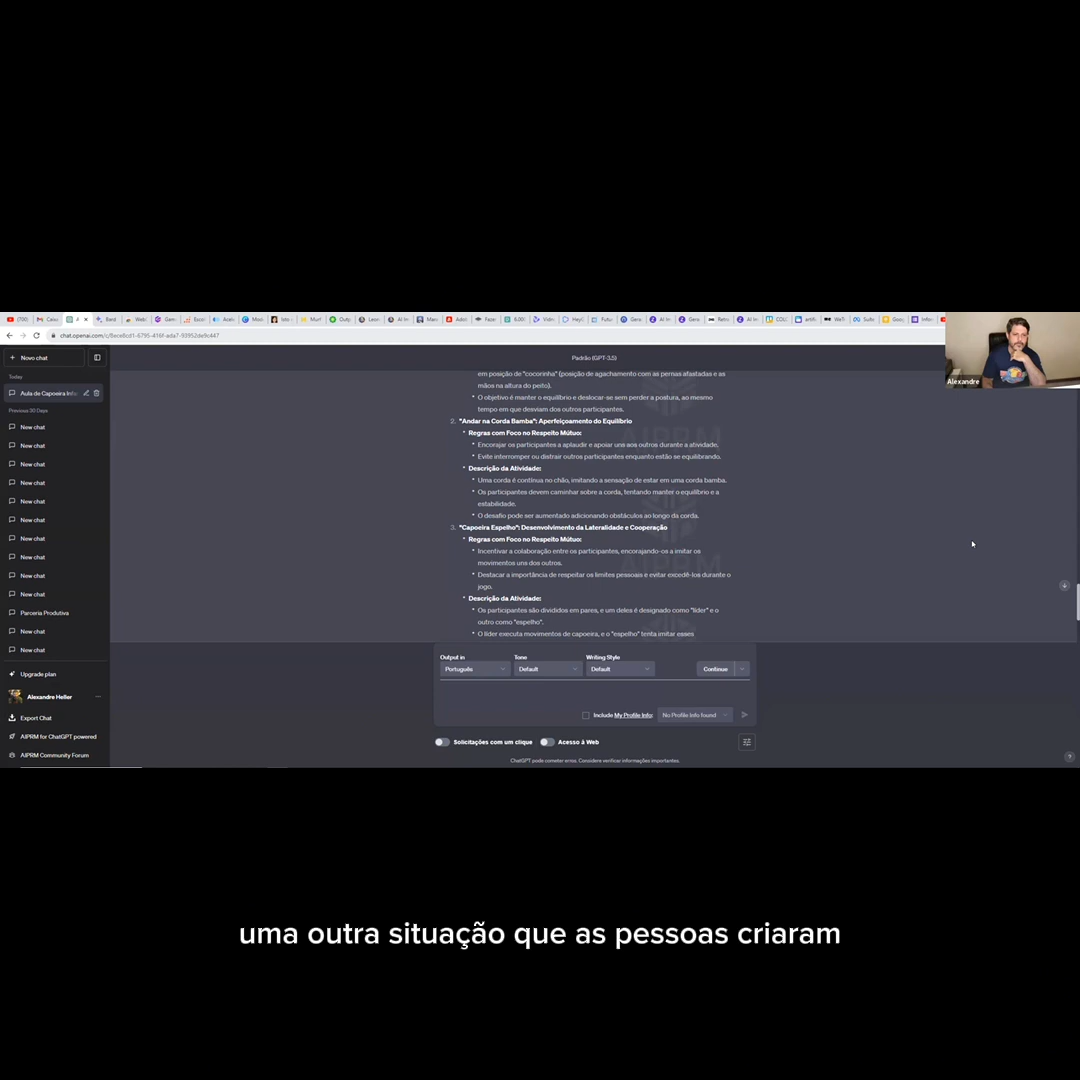 chat.openai.com/c/8ece6cd1-6795-416f-ada7-93952de9c447
Novo chat
Padrão (GPT-3.5)
Today
Aula de Capoeira Infa
Previous 30 Days
New chat
New chat
New chat
New chat
New chat
New chat
New chat
New chat
New chat
New chat
Parceria Produtiva
New chat
New chat
Upgrade plan
Alexandre Heller
Export Chat
AIPRM for ChatGPT powered
AIPRM Community Forum
em posição de "cocorinha" (posição de agachamento com as pernas afastadas e as
mãos na altura do peito).
• O objetivo é manter o equilíbrio e deslocar-se sem perder a postura, ao mesmo
tempo em que desviam dos outros participantes.
2. "Andar na Corda Bamba": Aperfeiçoamento do Equilíbrio
• Regras com Foco no Respeito Mútuo:
• Encorajar os participantes a aplaudir e apoiar uns aos outros durante a atividade.
• Evite interromper ou distrair outros participantes enquanto estão se equilibrando.
• Descrição da Atividade:
• Uma corda é esticada no chão, imitando a sensação de estar em uma corda bamba.
• Os participantes devem caminhar sobre a corda, tentando manter o equilíbrio e a
estabilidade.
• O desafio pode ser aumentado adicionando obstáculos ao longo da corda.
3. "Capoeira Espelho": Desenvolvimento da Lateralidade e Cooperação
• Regras com Foco no Respeito Mútuo:
• Incentivar a colaboração entre os participantes, encorajando-os a imitar os
movimentos uns dos outros.
• Destacar a importância de respeitar os limites pessoais e evitar excedê-los durante o
jogo.
• Descrição da Atividade:
• Os participantes são divididos em pares, e um deles é designado como "líder" e o
outro como "espelho".
• O líder executa movimentos de capoeira, e o "espelho" tenta imitar esses
AIPRM
AIPRM
Output in Tone Writing Style
Português Default Default Continue
Include My Profile Info: No Profile Info found
Solicitações com um clique Acesso à Web
ChatGPT pode cometer erros. Considere verificar informações importantes.
Alexandre
uma outra situação que as pessoas criaram